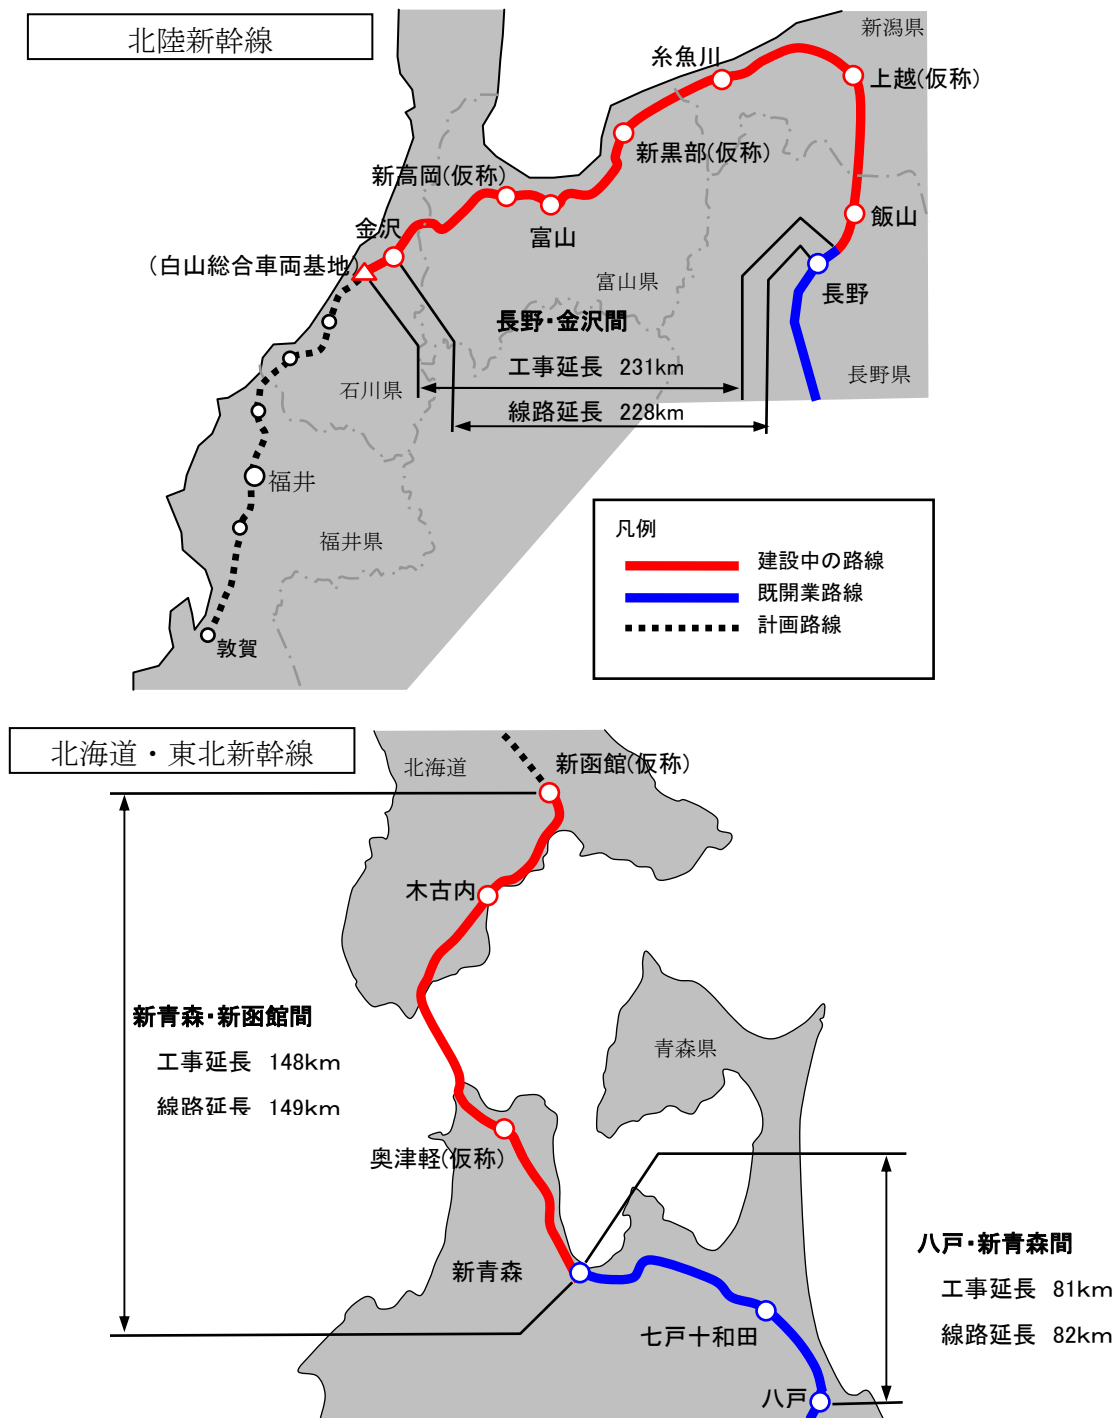 北陸新幹線
新潟県
糸魚川
上越(仮称)
新黒部(仮称)
新高岡(仮称)
飯山
金沢
富山
(白山総合車両基地)
富山県
長野
長野・金沢間
工事延長 231km
長野県
石川県
線路延長 228km
福井
福井県
敦賀
凡例
建設中の路線
既開業路線
計画路線
北海道・東北新幹線
北海道
新函館(仮称)
木古内
新青森・新函館間
工事延長 148km
線路延長 149km
青森県
奥津軽(仮称)
八戸・新青森間
新青森
工事延長 81km
七戸十和田
線路延長 82km
八戸